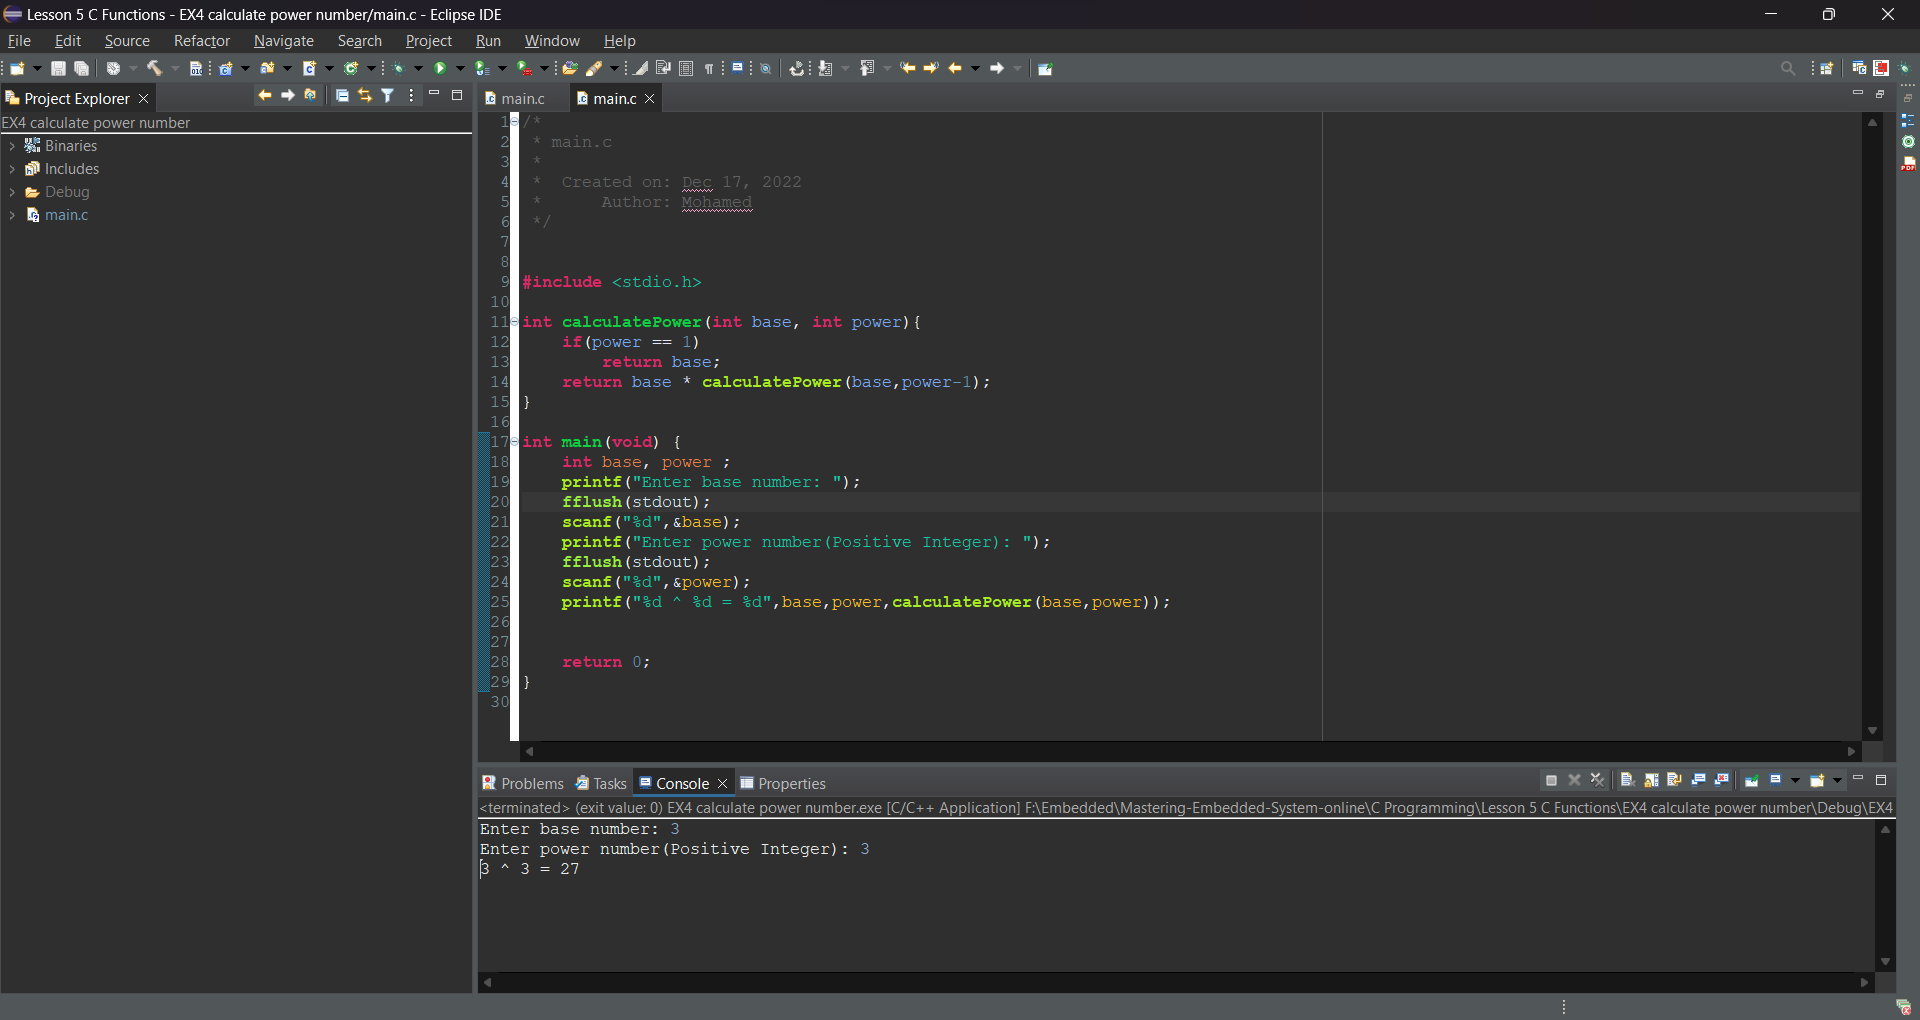 Lesson 5 C Functions - EX4 calculate power number/main.c - Eclipse IDE
File Edit Source Refactor Navigate Search Project Run Window Help
Project Explorer
main.c
main.c
EX4 calculate power number
Binaries
Includes
Debug
main.c
1 /*
2  * main.c
3  *
4  *  Created on: Dec 17, 2022
5  *      Author: Mohamed
6  */
7
8
9 #include <stdio.h>
10
11 int calculatePower(int base, int power){
12     if(power == 1)
13         return base;
14     return base * calculatePower(base,power-1);
15 }
16
17 int main(void) {
18     int base, power ;
19     printf("Enter base number: ");
20     fflush(stdout);
21     scanf("%d",&base);
22     printf("Enter power number(Positive Integer): ");
23     fflush(stdout);
24     scanf("%d",&power);
25     printf("%d ^ %d = %d",base,power,calculatePower(base,power));
26
27
28     return 0;
29 }
30
Problems Tasks Console Properties
<terminated> (exit value: 0) EX4 calculate power number.exe [C/C++ Application] F:\Embedded\Mastering-Embedded-System-online\C Programming\Lesson 5 C Functions\EX4 calculate power number\Debug\EX4
Enter base number: 3
Enter power number(Positive Integer): 3
3 ^ 3 = 27